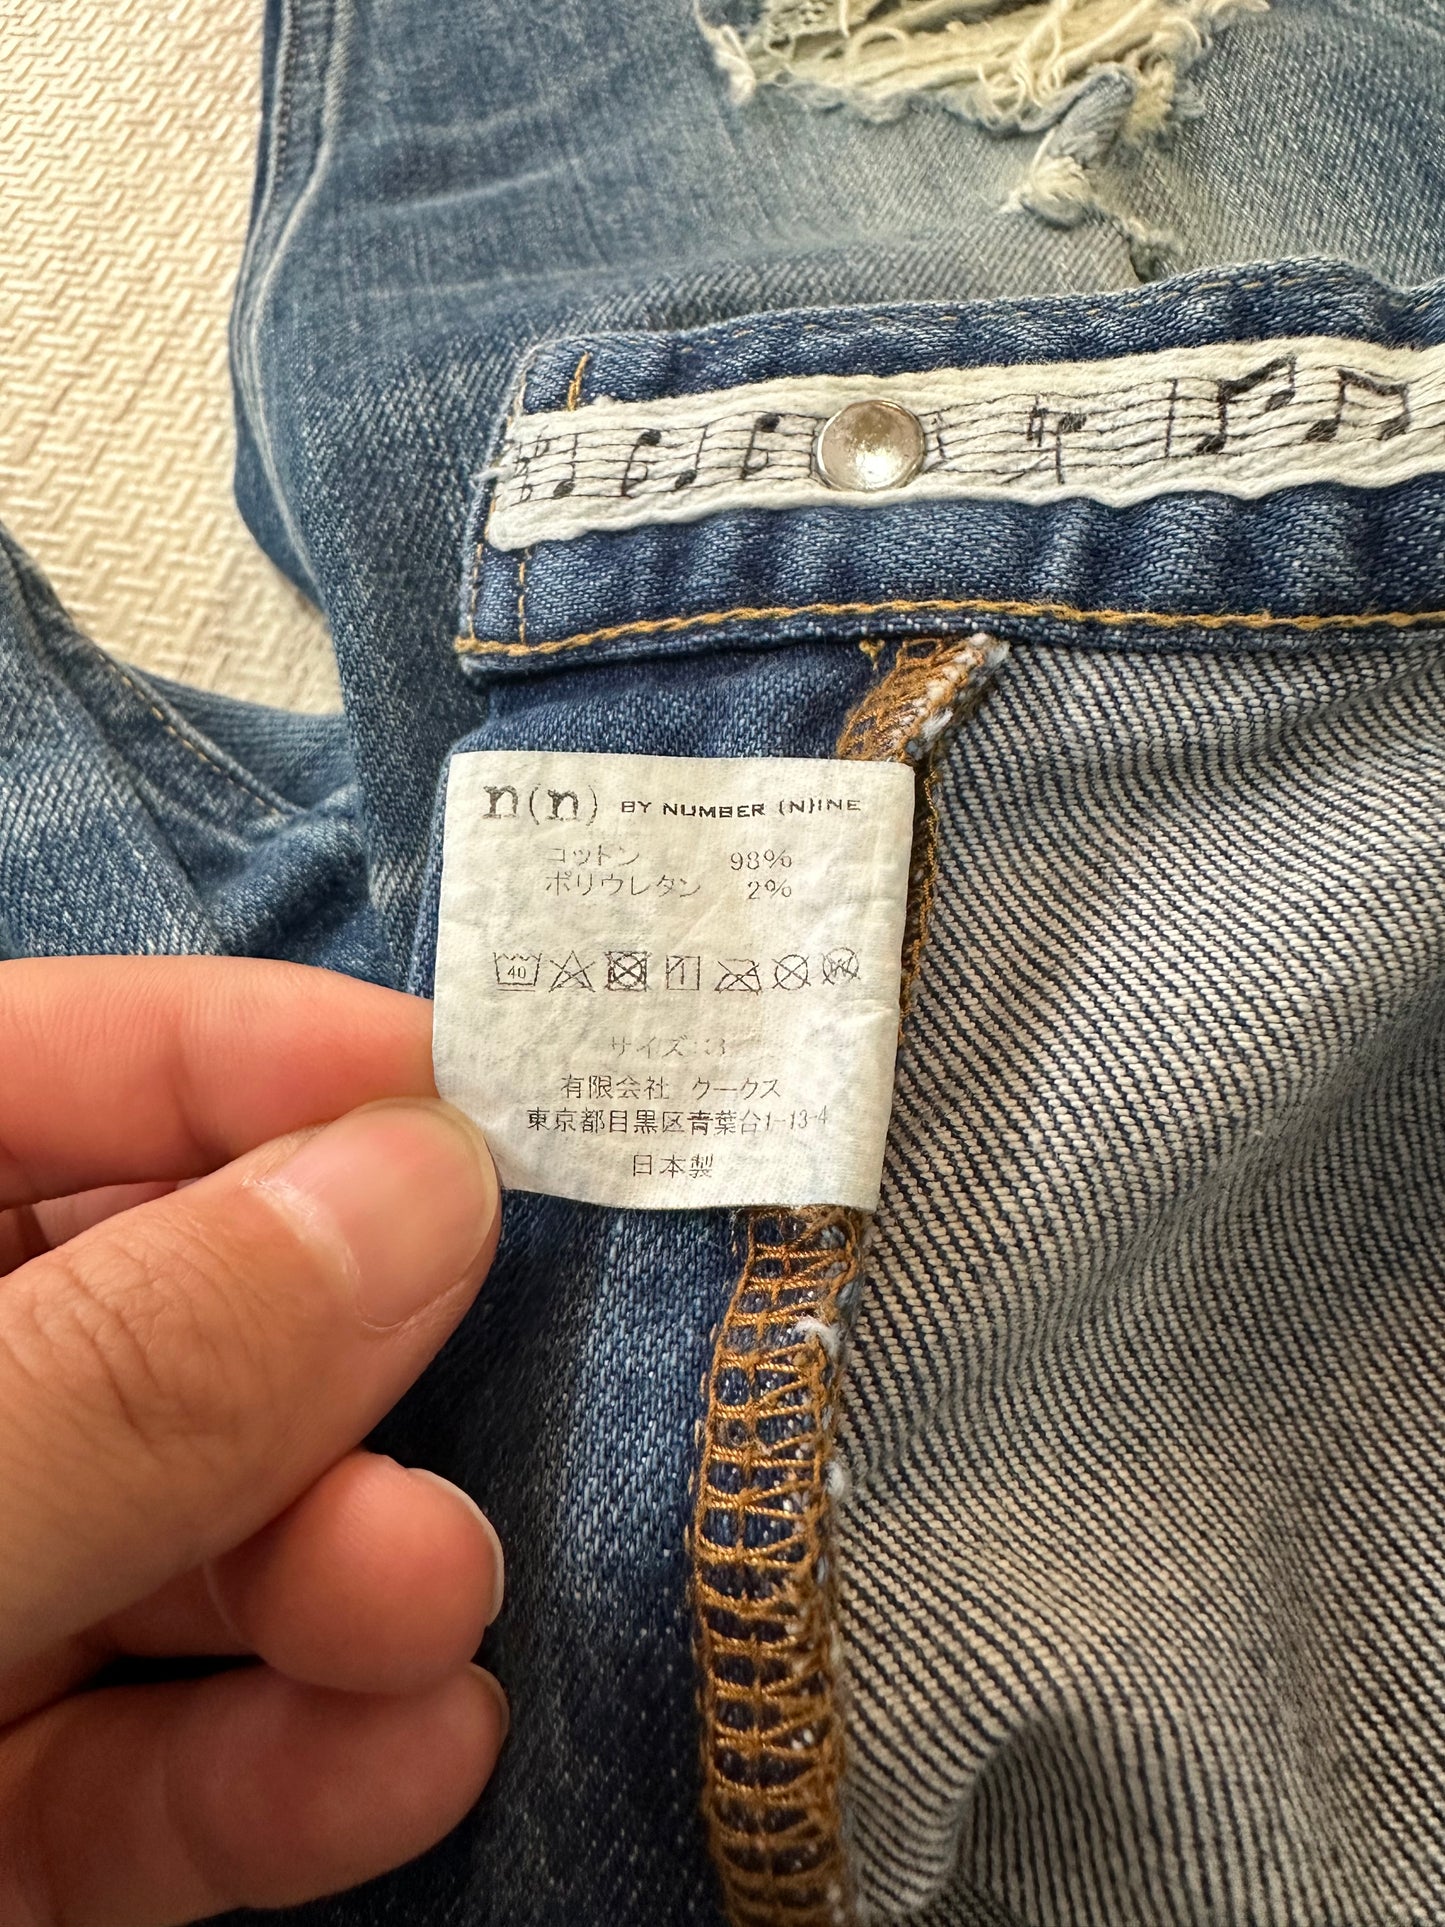 n(n) BY NUMBER (N)INE
コットン 98%
ポリウレタン 2%
40
サイズ:3
有限会社 クークス
東京都目黒区青葉台1-13-4
日本製